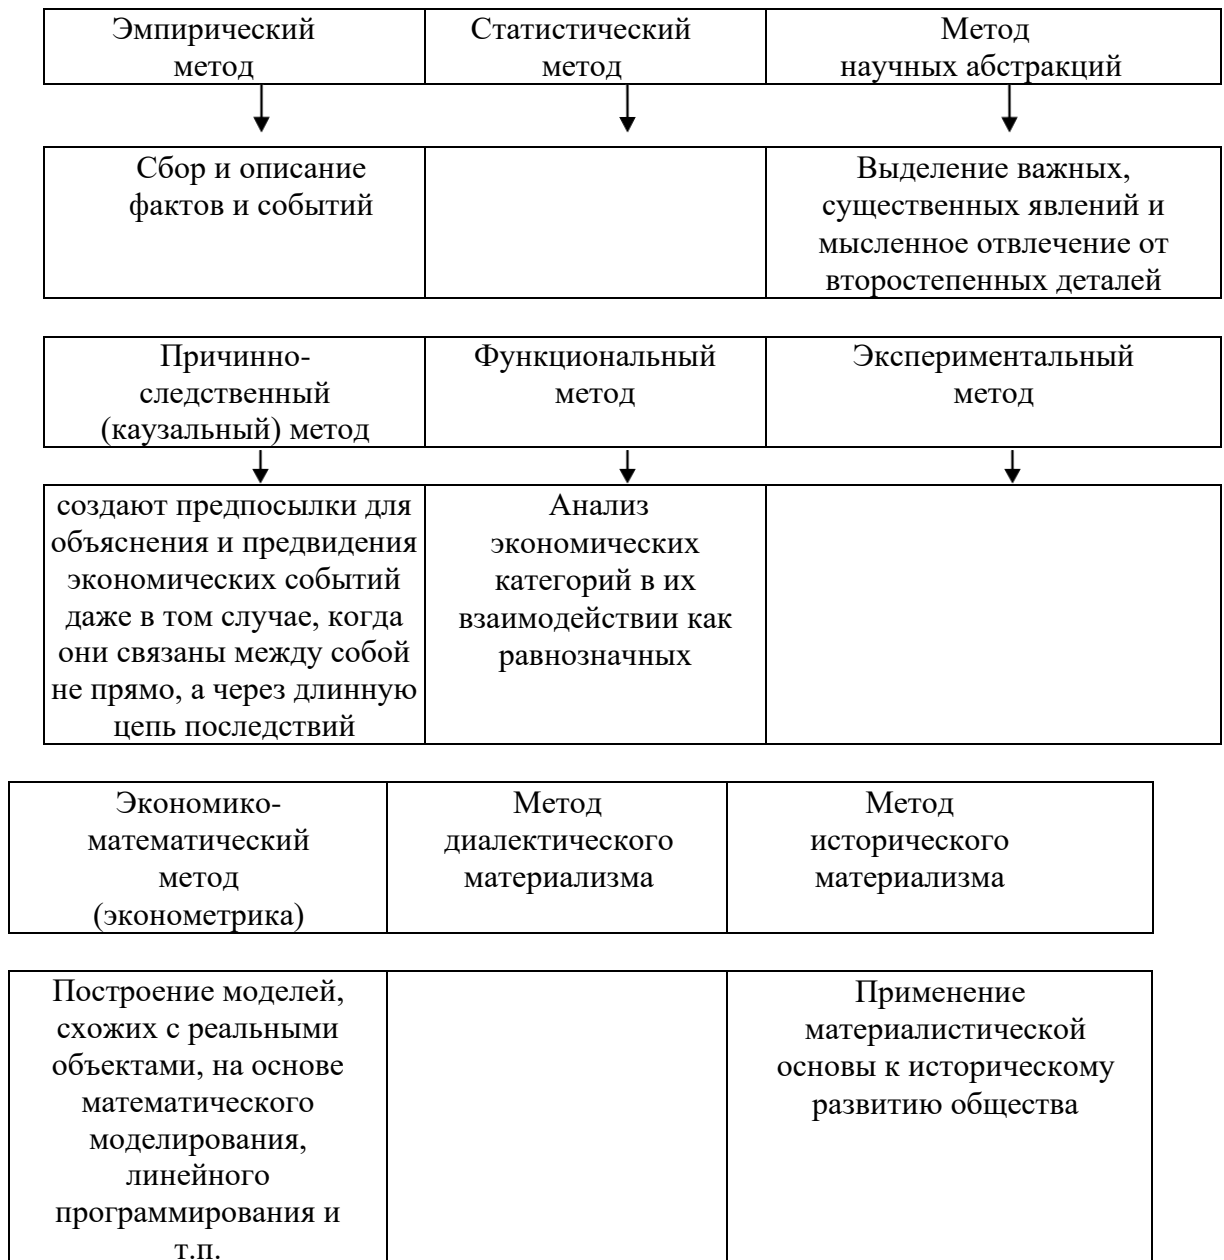 Эмпирический
метод
Статистический
метод
Метод
научных абстракций
Сбор и описание
фактов и событий
Выделение важных,
существенных явлений и
мысленное отвлечение от
второстепенных деталей
Причинно-
следственный
(каузальный) метод
Функциональный
метод
Экспериментальный
метод
создают предпосылки для
объяснения и предвидения
экономических событий
даже в том случае, когда
они связаны между собой
не прямо, а через длинную
цепь последствий
Анализ
экономических
категорий в их
взаимодействии как
равнозначных
Экономико-
математический
метод
(эконометрика)
Метод
диалектического
материализма
Метод
исторического
материализма
Построение моделей,
схожих с реальными
объектами, на основе
математического
моделирования,
линейного
программирования и
т.п.
Применение
материалистической
основы к историческому
развитию общества